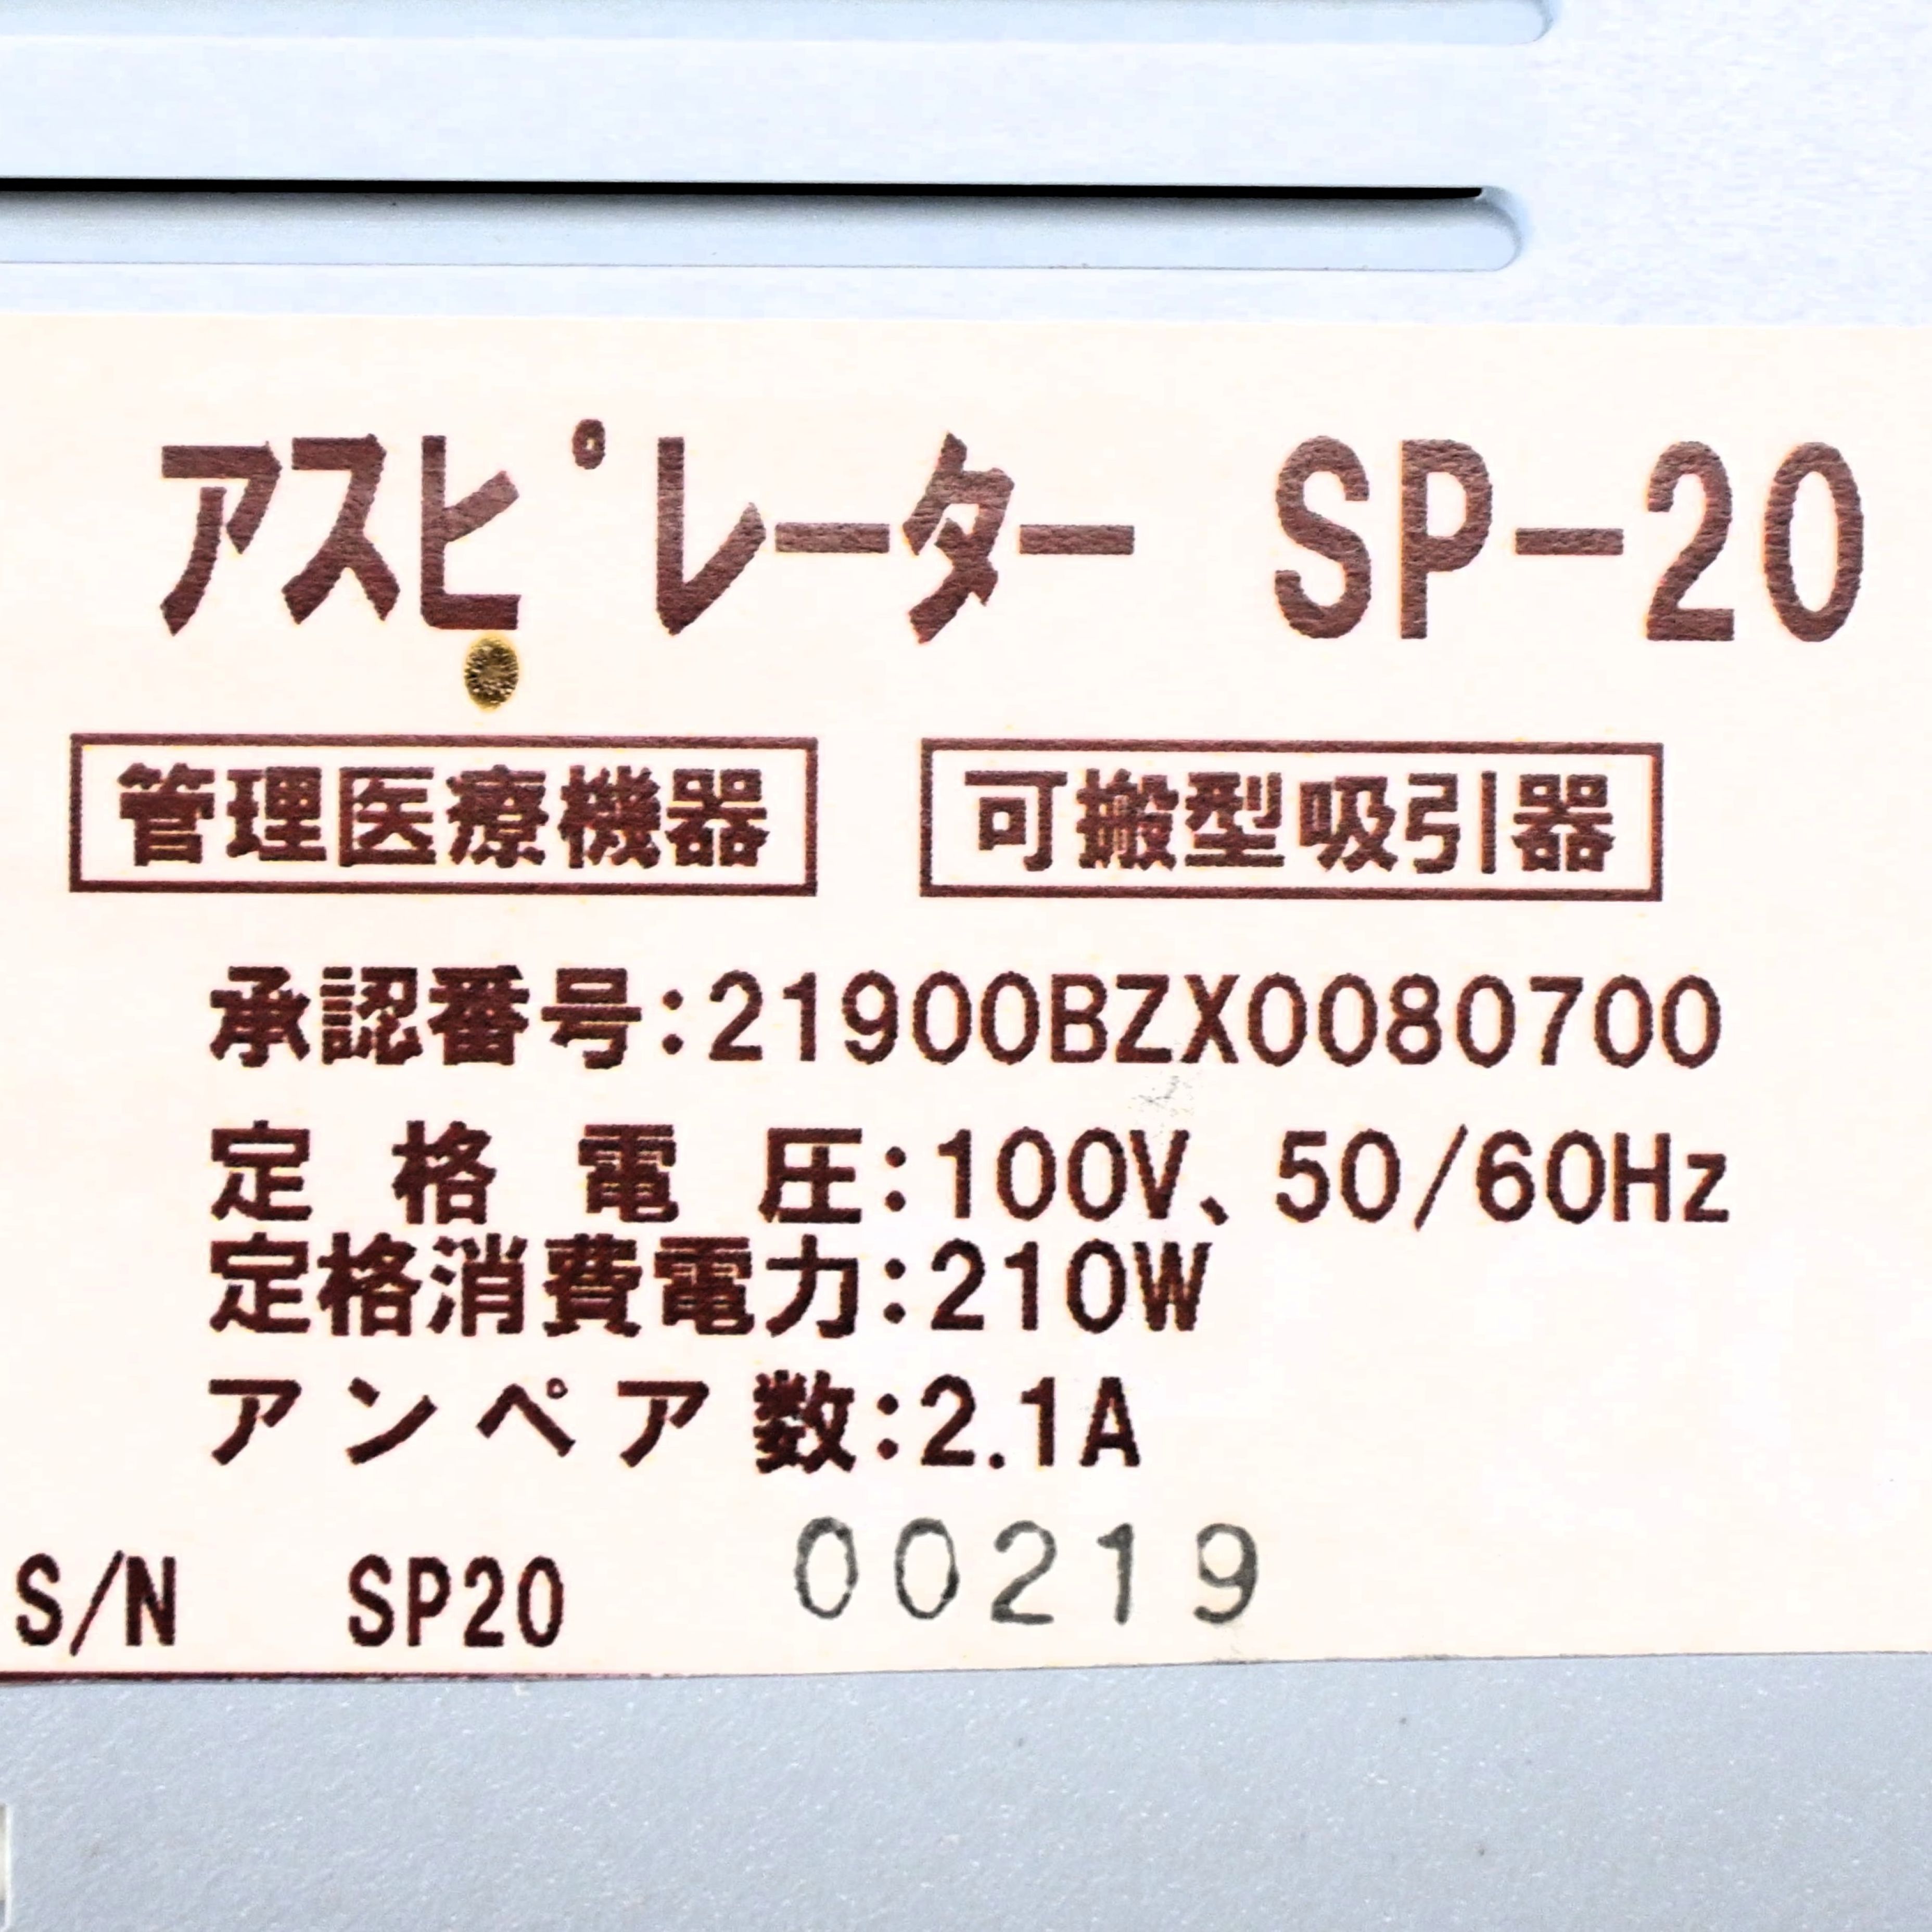 アスピレーター SP-20
管理医療機器 可搬型吸引器
承認番号:21900BZX00807000
定格電圧:100V、50/60Hz
定格消費電力:210W
アンペア数:2.1A
S/N SP20 00219